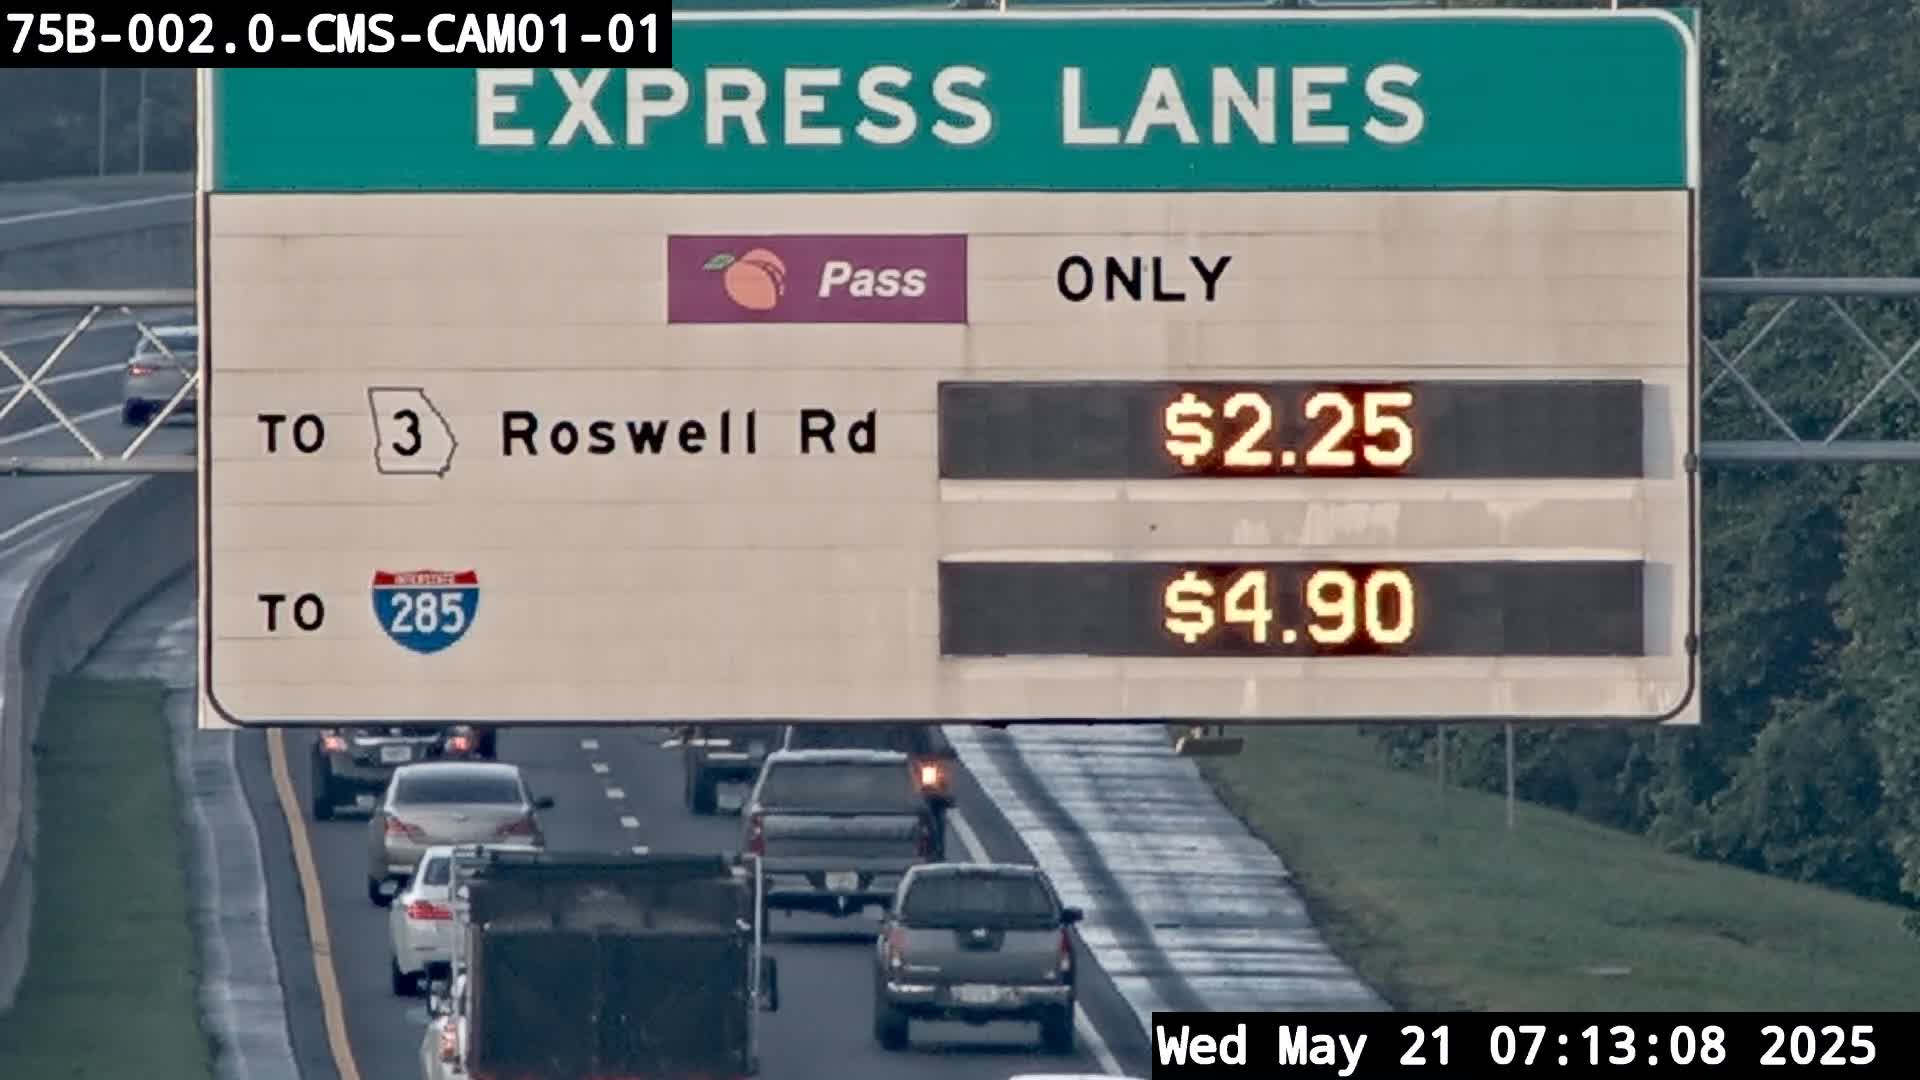 75B-002.0-CMS-CAM01-01
EXPRESS LANES
Pass ONLY
TO 3 Roswell Rd $2.25
INTERSTATE
TO 285 $4.90
Wed May 21 07:13:08 2025